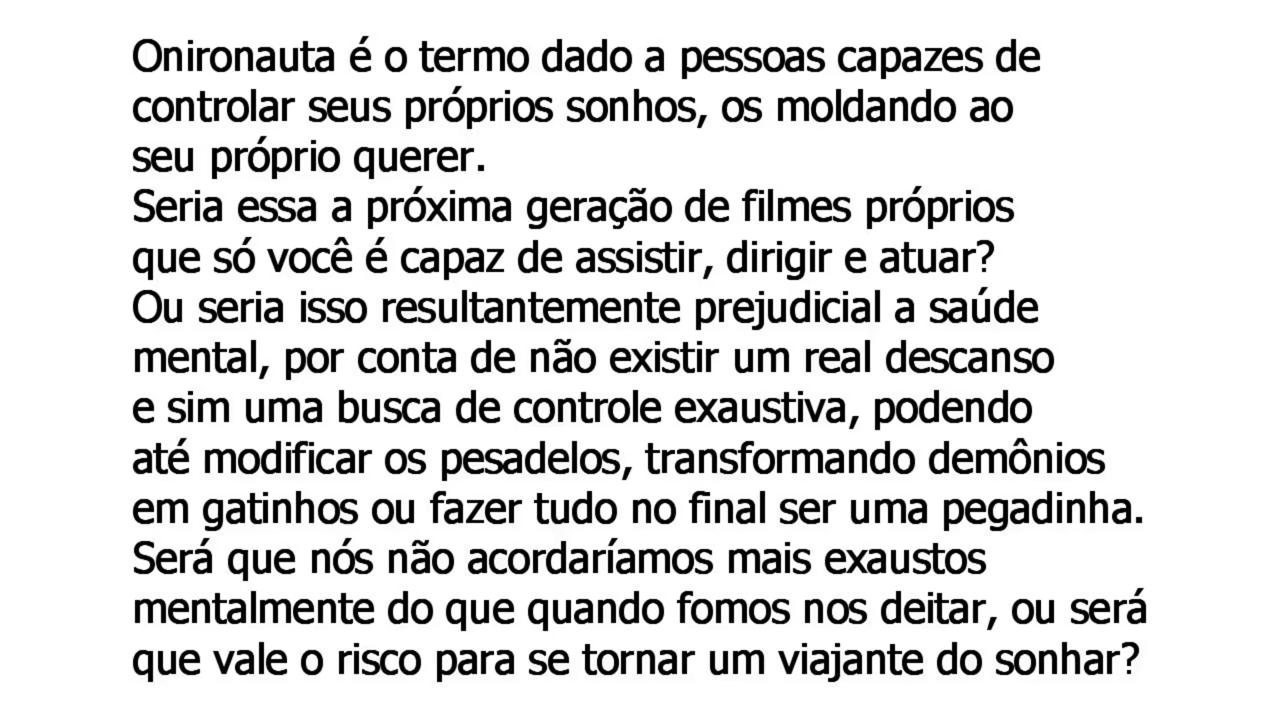 Onironauta é o termo dado a pessoas capazes de
controlar seus próprios sonhos, os moldando ao
seu próprio querer.
Seria essa a próxima geração de filmes próprios
que só você é capaz de assistir, dirigir e atuar?
Ou seria isso resultantemente prejudicial a saúde
mental, por conta de não existir um real descanso
e sim uma busca de controle exaustiva, podendo
até modificar os pesadelos, transformando demônios
em gatinhos ou fazer tudo no final ser uma pegadinha.
Será que nós não acordaríamos mais exaustos
mentalmente do que quando fomos nos deitar, ou será
que vale o risco para se tornar um viajante do sonhar?